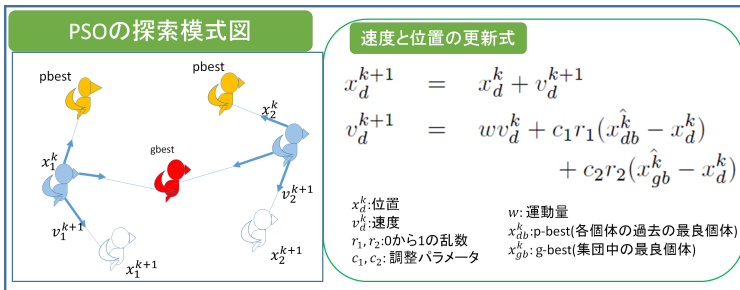 PSOの探索模式図
pbest
pbest
x_2^k
gbest
x_1^k
v_1^{k+1}
v_2^{k+1}
x_1^{k+1}
x_2^{k+1}
速度と位置の更新式
x_d^{k+1} = x_d^k + v_d^{k+1}
v_d^{k+1} = wv_d^k + c_1r_1(\hat{x_{db}^k} − x_d^k)
+ c_2r_2(\hat{x_{gb}^k} − x_d^k)
x_d^k:位置
v_d^k:速度
r_1, r_2:0から1の乱数
c_1, c_2: 調整パラメータ
w: 運動量
x_{db}^k:p-best(各個体の過去の最良個体)
x_{gb}^k: g-best(集団中の最良個体)